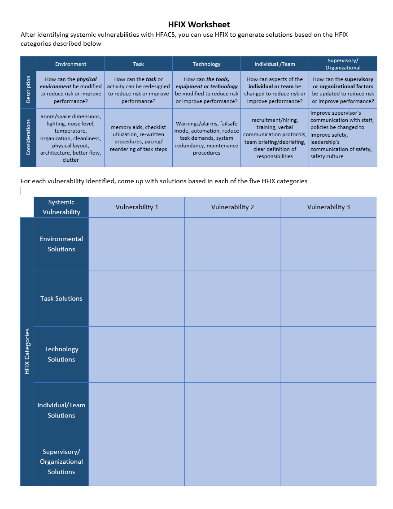 HFIX Worksheet
After identifying systemic vulnerabilities with HFACS, you can use HFIX to generate solutions based on the HFIX
categories described below
Environment Task Technology Individual /Team Supervisory/
Organizational
Description
How can the physical
environment be modified
to reduce risk or improve
performance?
How can the task or
activity can be redesigned
to reduce risk or improve
performance?
How can the tools,
equipment or technology
be modified to reduce risk
or improve performance?
How can aspects of the
individual or team be
changed to reduce risk or
improve performance?
How can the supervisory
or organizational factors
be updated to reduce risk
or improve performance?
Considerations
Room/space dimensions,
lighting, noise level,
temperature,
organization, cleanliness,
physical layout,
architecture, better flow,
clutter
memory aids, checklist
utilization, re-written
procedures,
reordering of task steps
Warnings/alarms, failsafe
mode, automation, reduce
task demands, system
redundancy, maintenance
procedures
recruitment/hiring,
training, verbal
communication protocols,
team briefing/debriefing,
clear definition of
responsibilities
Improve supervisor's
communication with staff,
policies be changed to
improve safety,
leadership's
communication of safety,
safety culture
For each vulnerability identified, come up with solutions based in each of the five HFIX categories
Systemic
Vulnerability
Vulnerability 1 Vulnerability 2 Vulnerability 3
HFIX Categories
Environmental
Solutions
Task Solutions
Technology
Solutions
Individual/Team
Solutions
Supervisory/
Organizational
Solutions